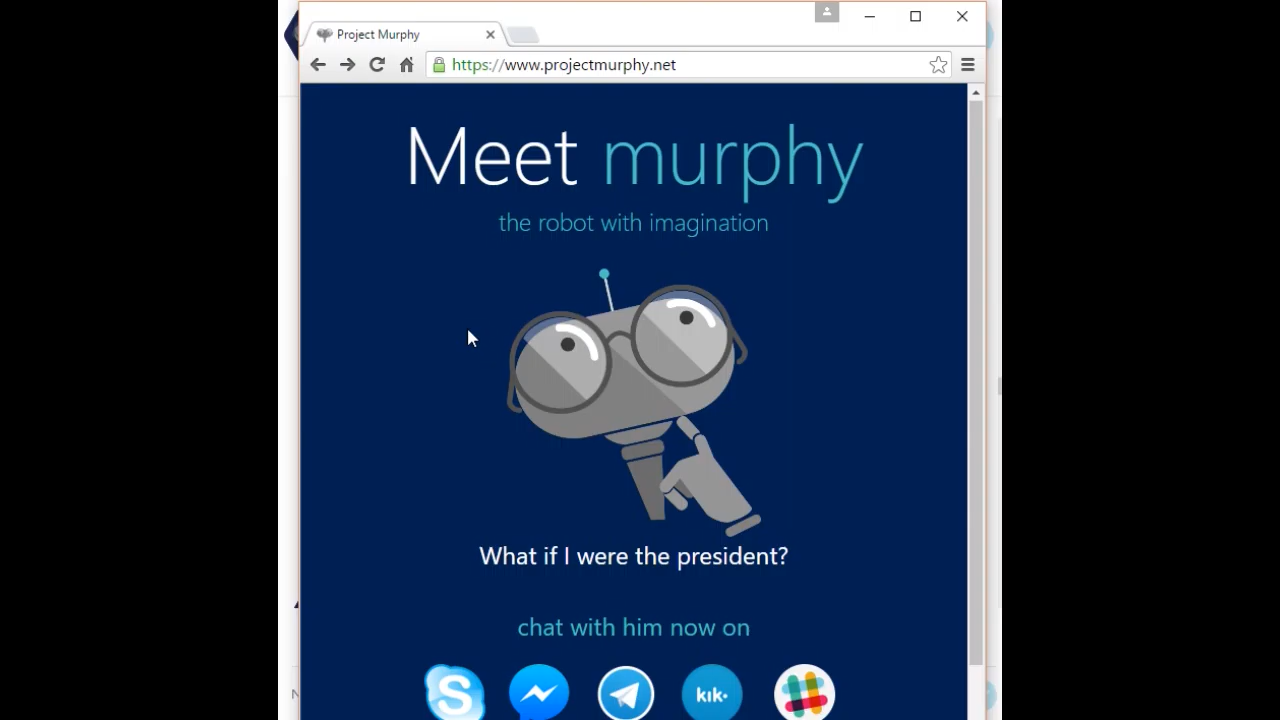 Project Murphy
https://www.projectmurphy.net
Meet murphy
the robot with imagination
What if I were the president?
chat with him now on
S
kik·
N